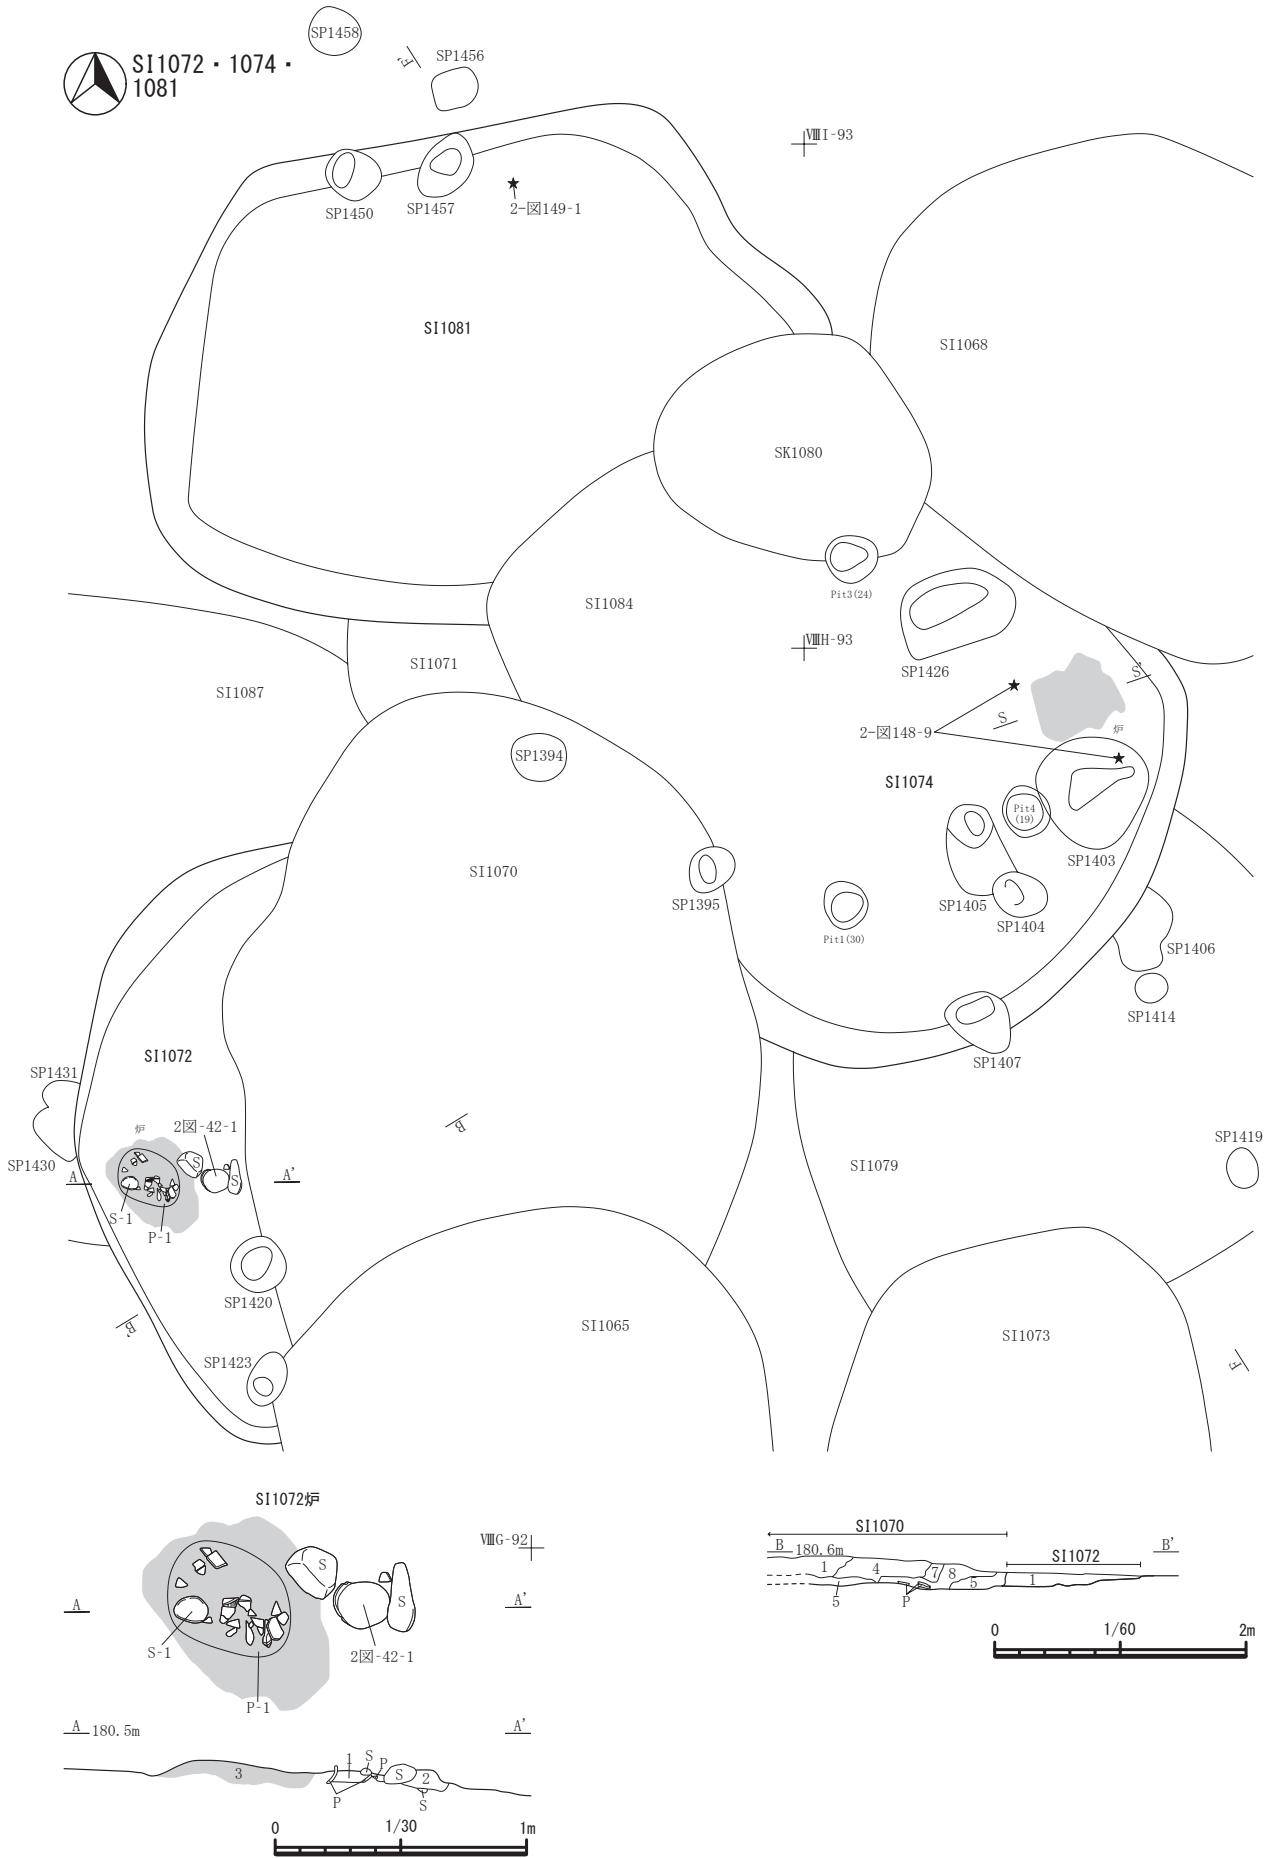 SI1072・1074・
1081
SP1458
F'
SP1456
ⅧI-93
SP1450
SP1457
2-図149-1
SI1081
SI1068
SK1080
Pit3(24)
SI1084
ⅧH-93
SI1071
SP1426
SI1087
S'
S
2-図148-9
炉
SP1394
SI1074
Pit4
(19)
SP1403
SI1070
SP1395
SP1405
SP1404
Pit1(30)
SP1406
SP1414
SI1072
SP1407
SP1431
B
炉
2図-42-1
SP1419
SP1430
S
SI1079
A
S
A'
S-1
P-1
SP1420
B'
SI1065
SI1073
SP1423
F
SI1072炉
ⅧG-92
SI1070
B
180.6m
B'
SI1072
1
4
7
8
5
1
5
P
S
A
S
A'
S-1
2図-42-1
P-1
0
1/60
2m
A
180.5m
A'
3
1
S
P
S
2
P
S
0
1/30
1m